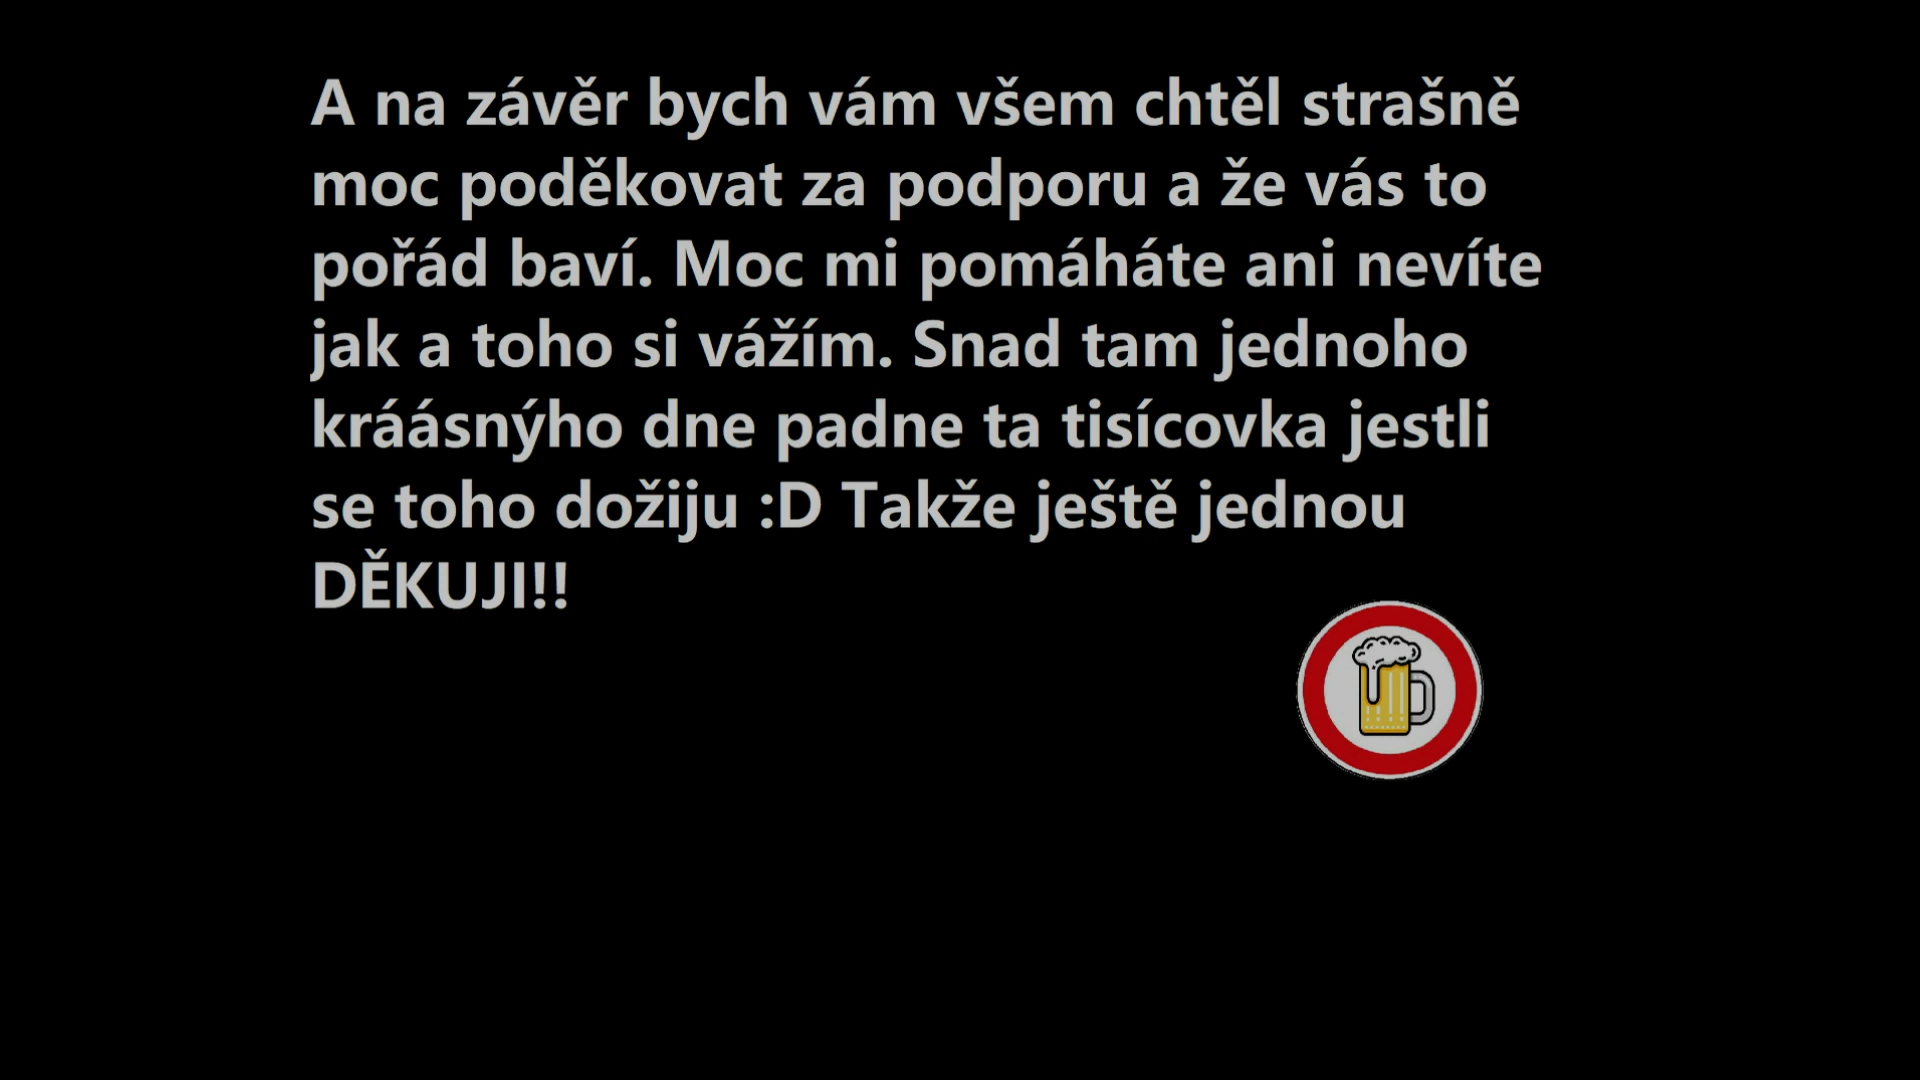 A na závěr bych vám všem chtěl strašně
moc poděkovat za podporu a že vás to
pořád baví. Moc mi pomáháte ani nevíte
jak a toho si vážím. Snad tam jednoho
kráásnýho dne padne ta tisícovka jestli
se toho dožiju :D Takže ještě jednou
DĚKUJI!!